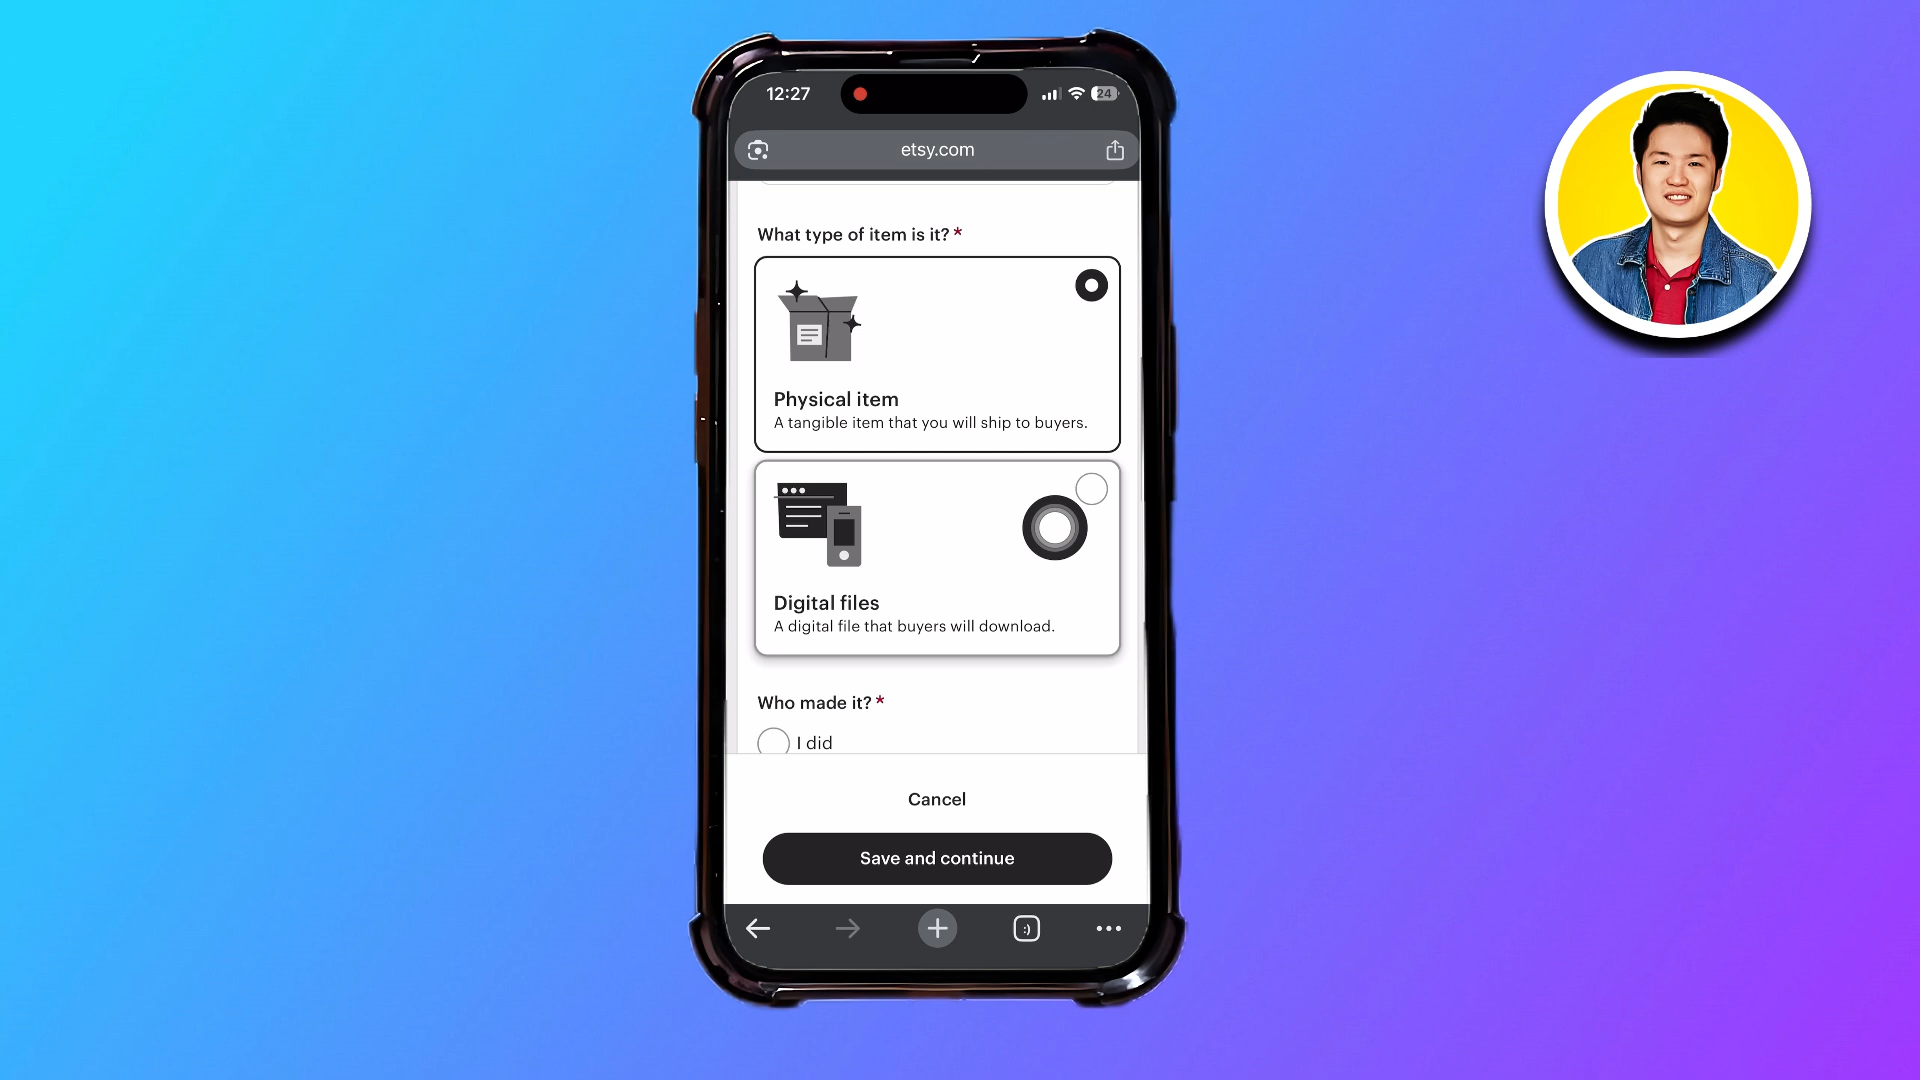 12:27
24
etsy.com
What type of item is it? *
Physical item
A tangible item that you will ship to buyers.
Digital files
A digital file that buyers will download.
Who made it? *
I did
Cancel
Save and continue
:)